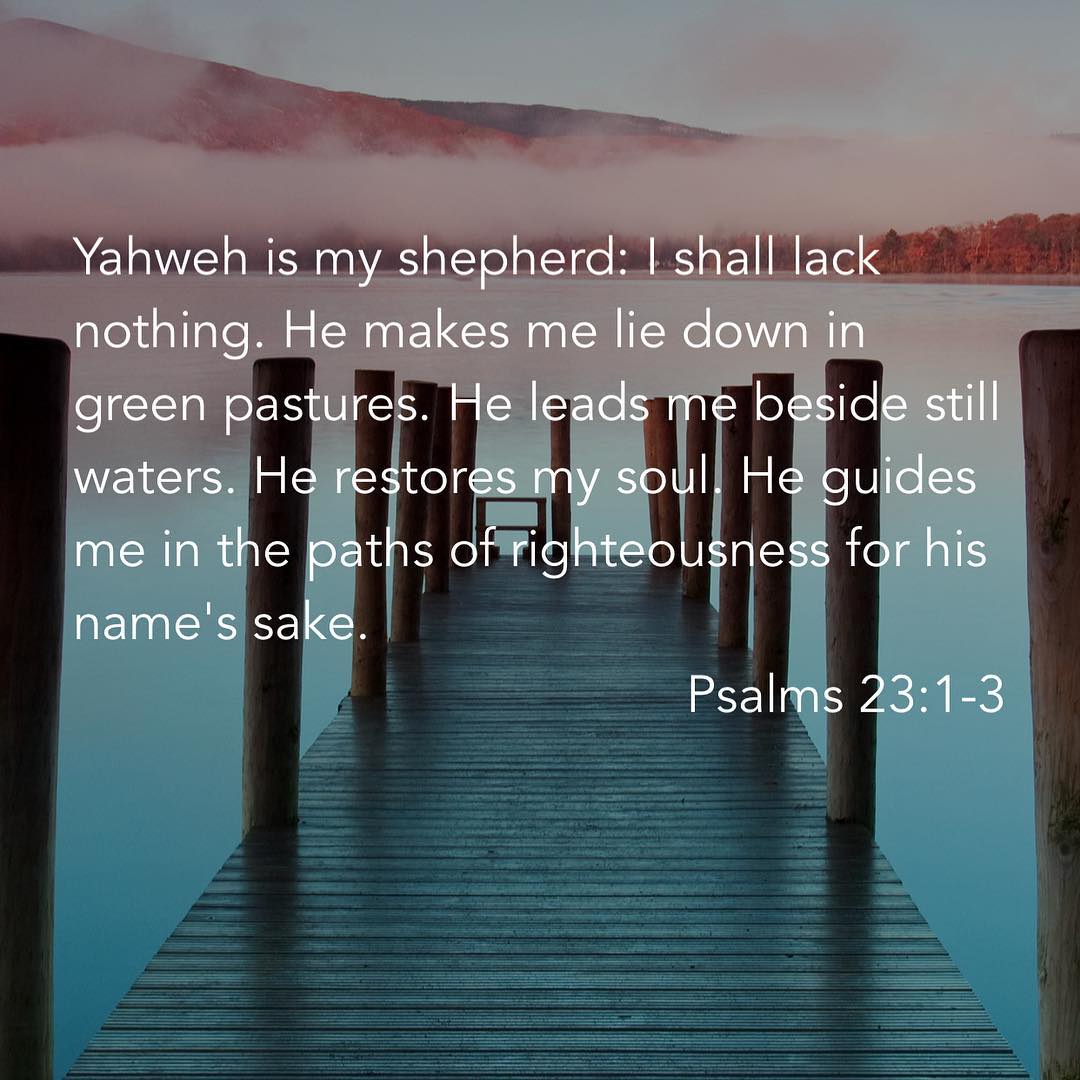 Yahweh is my shepherd: I shall lack
nothing. He makes me lie down in
green pastures. He leads me beside still
waters. He restores my soul. He guides
me in the paths of righteousness for his
name's sake.
Psalms 23:1-3